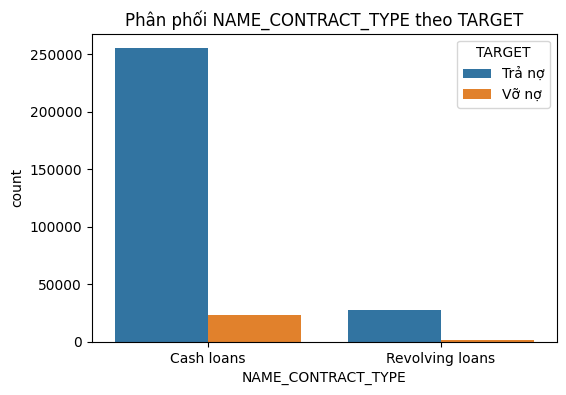 Phân phối NAME_CONTRACT_TYPE theo TARGET
TARGET
Trả nợ
Vỡ nợ
250000
200000
150000
100000
50000
0
count
Cash loans
Revolving loans
NAME_CONTRACT_TYPE